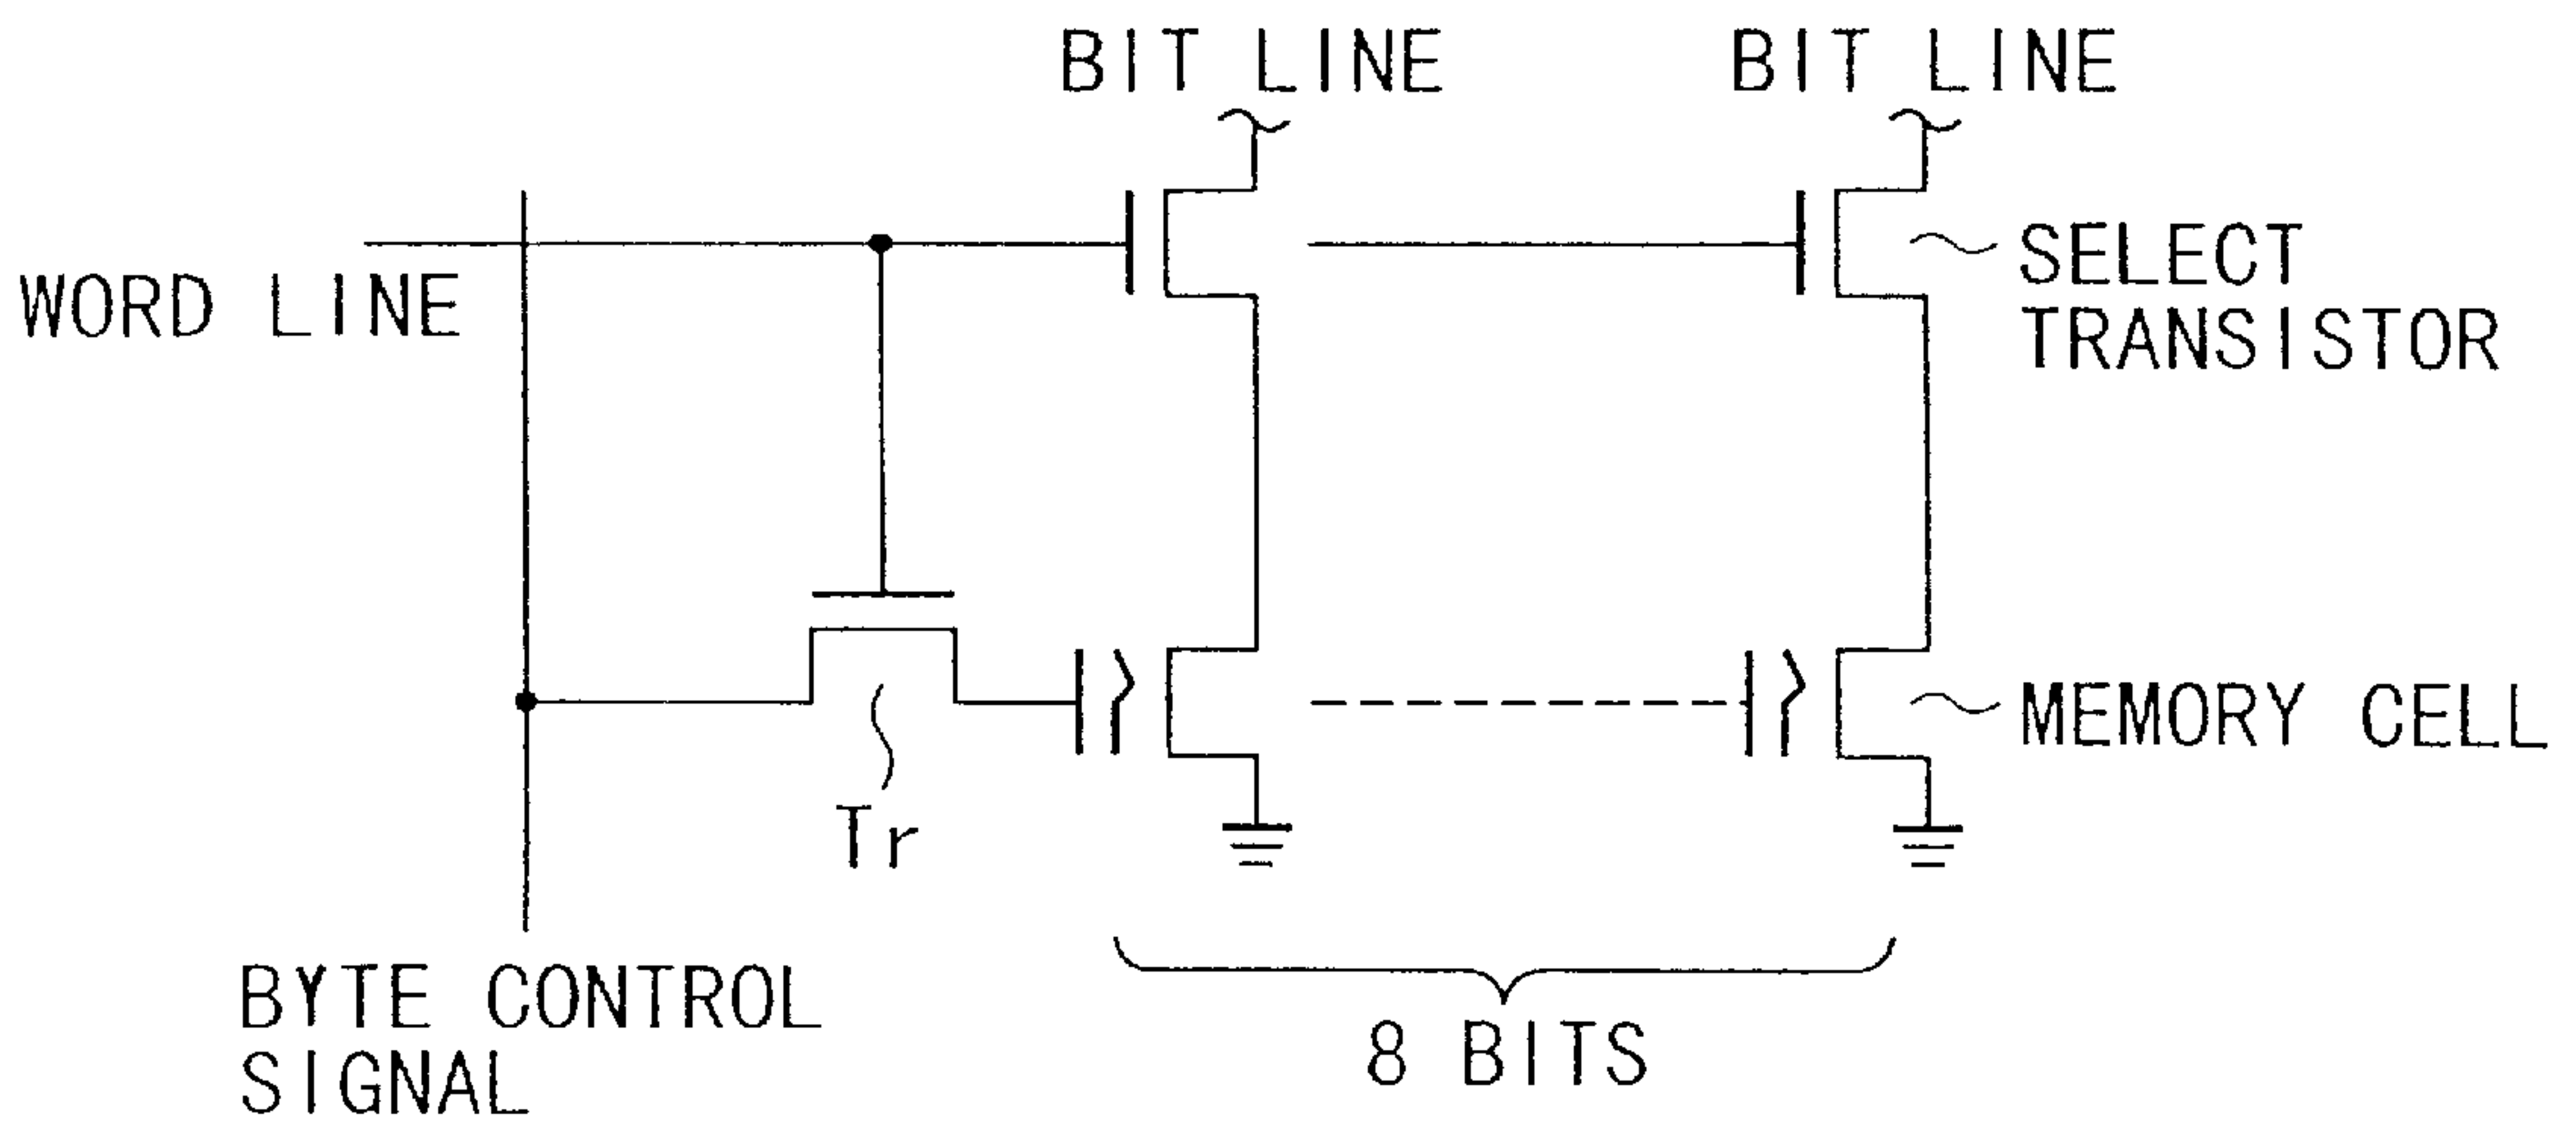 BIT LINE
BIT LINE
WORD LINE
SELECT
TRANSISTOR
MEMORY CELL
Tr
BYTE CONTROL
SIGNAL
8 BITS